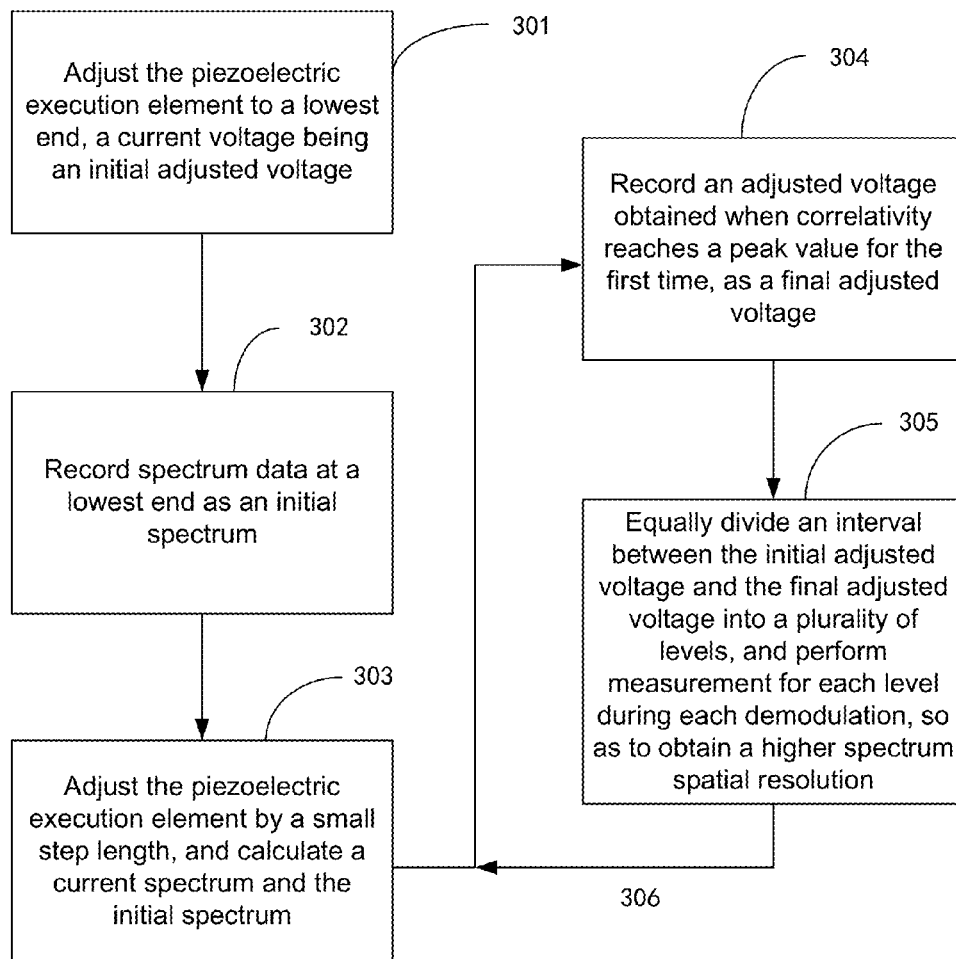 301
Adjust the piezoelectric
execution element to a lowest
end, a current voltage being
an initial adjusted voltage
302
Record spectrum data at a
lowest end as an initial
spectrum
303
Adjust the piezoelectric
execution element by a small
step length, and calculate a
current spectrum and the
initial spectrum
304
Record an adjusted voltage
obtained when correlativity
reaches a peak value for the
first time, as a final adjusted
voltage
305
Equally divide an interval
between the initial adjusted
voltage and the final adjusted
voltage into a plurality of
levels, and perform
measurement for each level
during each demodulation, so
as to obtain a higher spectrum
spatial resolution
306